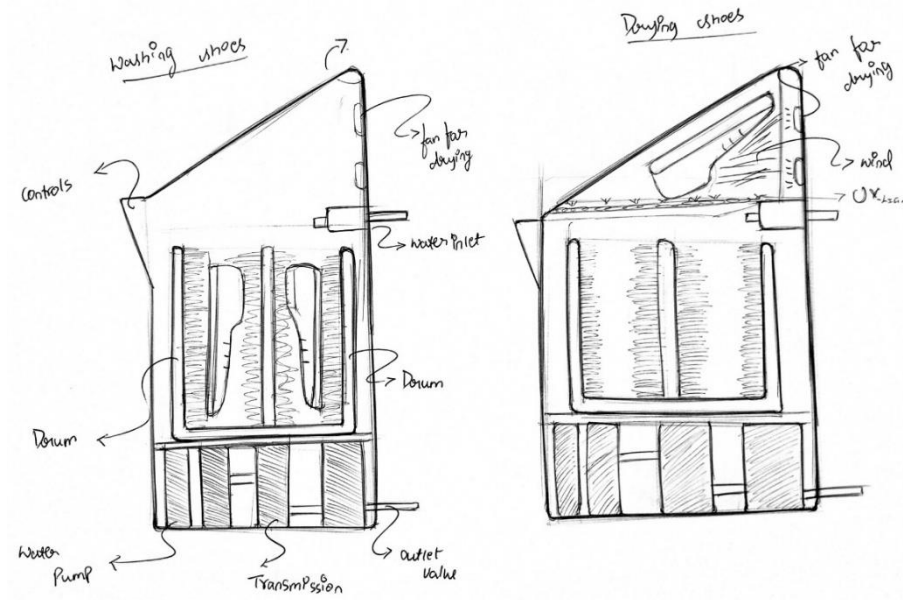 Washing shoes
fan for
drying
controls
water inlet
Drum
Drum
Water
Pump
Transmission
outlet
valve
Drying shoes
fan for
drying
wind